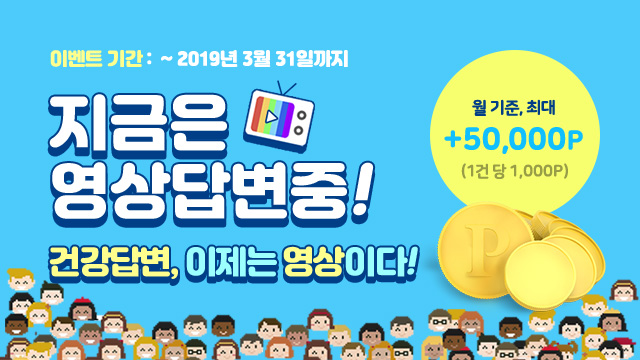 이벤트 기간 : ~ 2019년 3월 31일까지
지금은
영상답변중!
건강답변, 이제는 영상이다!
월 기준, 최대
+50,000P
(1건 당 1,000P)
P